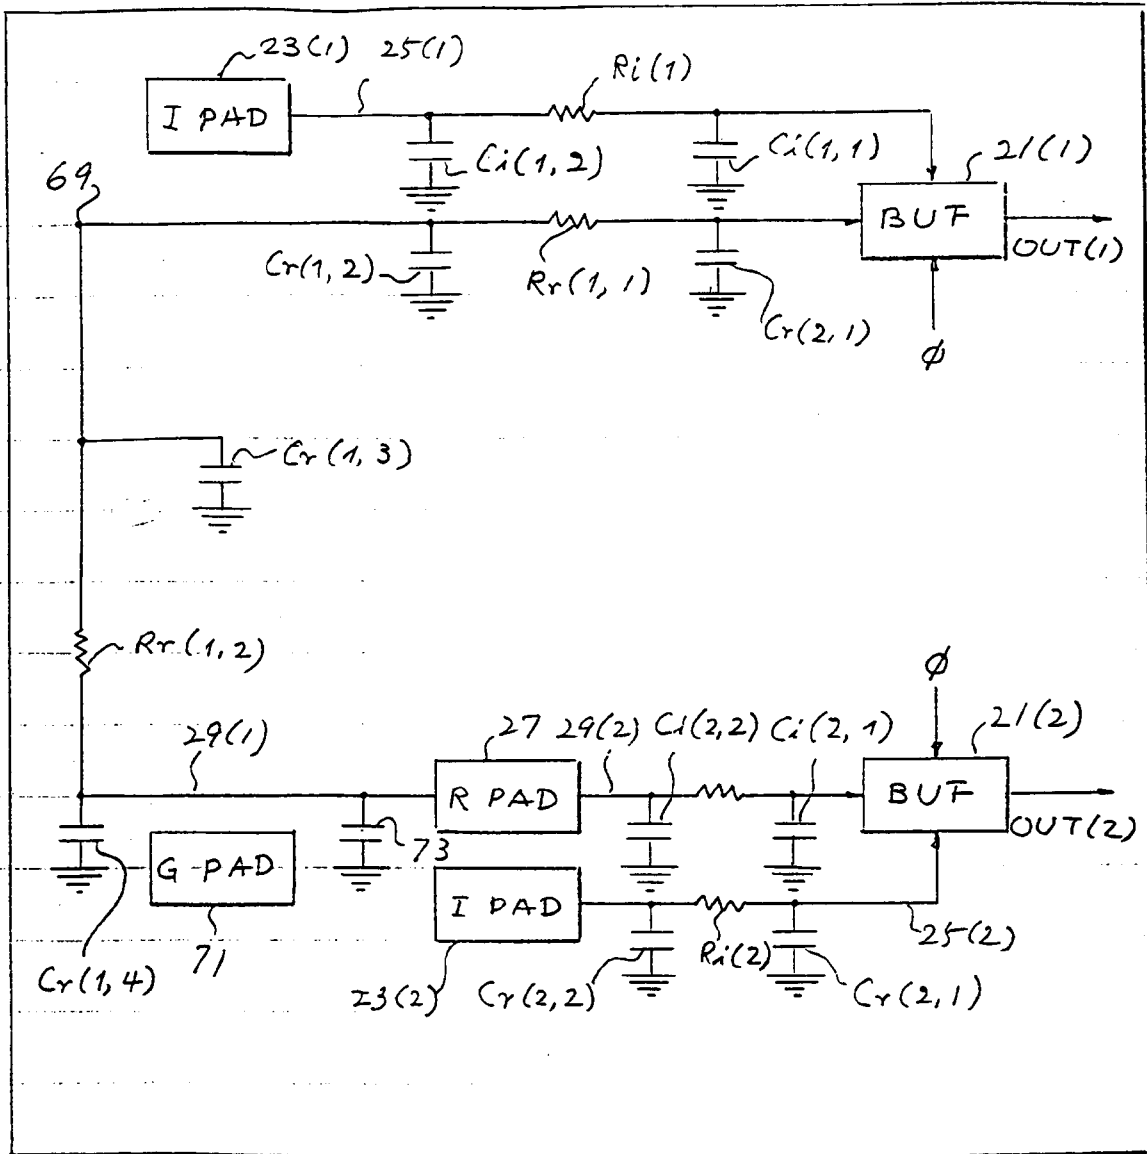 23(1) 25(1) Ri(1)
I PAD
Ci(1,2) Ci(1,1) 21(1)
69
BUF
OUT(1)
Cr(1,2) Rr(1,1)
Cr(2,1)
φ
Cr(1,3)
Rr(1,2)
φ
29(1) 27 29(2) Ci(2,2) Ci(2,1) 21(2)
R PAD BUF
73 OUT(2)
G PAD
I PAD
71 Ri(2) 25(2)
Cr(1,4) 23(2) Cr(2,2) Cr(2,1)